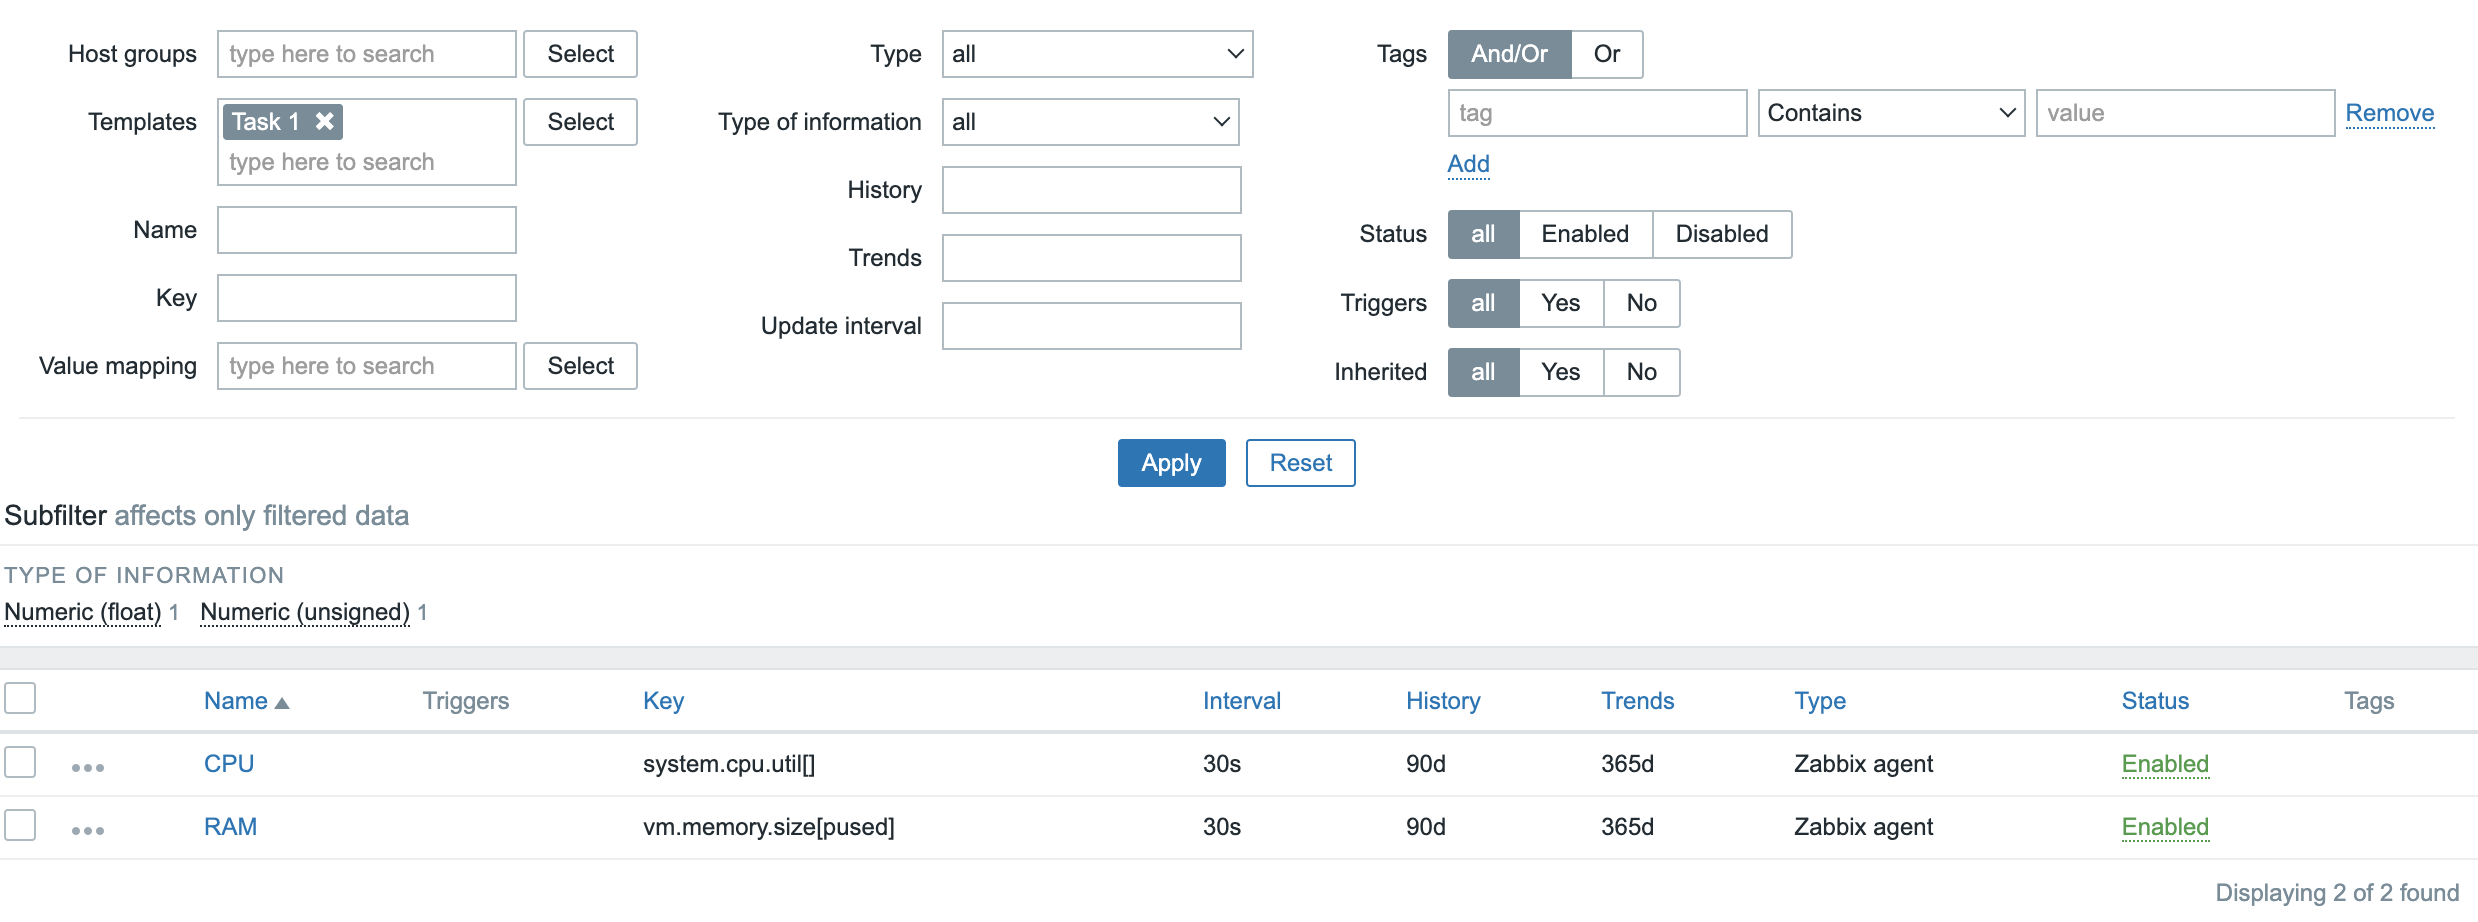 Host groups type here to search Select
Templates Task 1 Select
type here to search
Name
Key
Value mapping type here to search Select
Type all
Type of information all
History
Trends
Update interval
Tags And/Or Or
tag Contains value Remove
Add
Status all Enabled Disabled
Triggers all Yes No
Inherited all Yes No
Apply Reset
Subfilter affects only filtered data
TYPE OF INFORMATION
Numeric (float) 1 Numeric (unsigned) 1
Name Triggers Key Interval History Trends Type Status Tags
CPU system.cpu.util[] 30s 90d 365d Zabbix agent Enabled
RAM vm.memory.size[pused] 30s 90d 365d Zabbix agent Enabled
Displaying 2 of 2 found